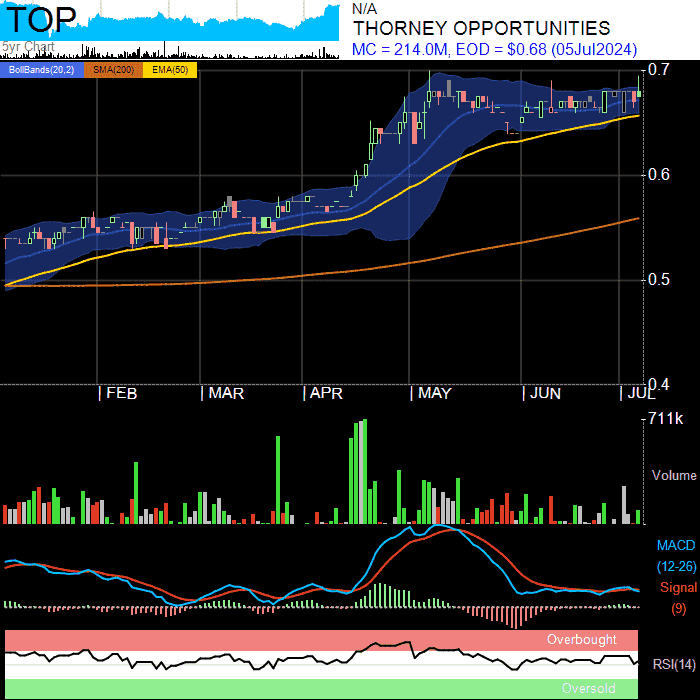 TOP
5yr Chart
N/A
THORNEY OPPORTUNITIES
MC = 214.0M, EOD = $0.68 (05Jul2024)
BollBands(20,2) SMA(200) EMA(50)
0.7
0.6
0.5
0.4
FEB MAR APR MAY JUN JUL
711k
Volume
MACD
(12-26)
Signal
(9)
Overbought
RSI(14)
Oversold